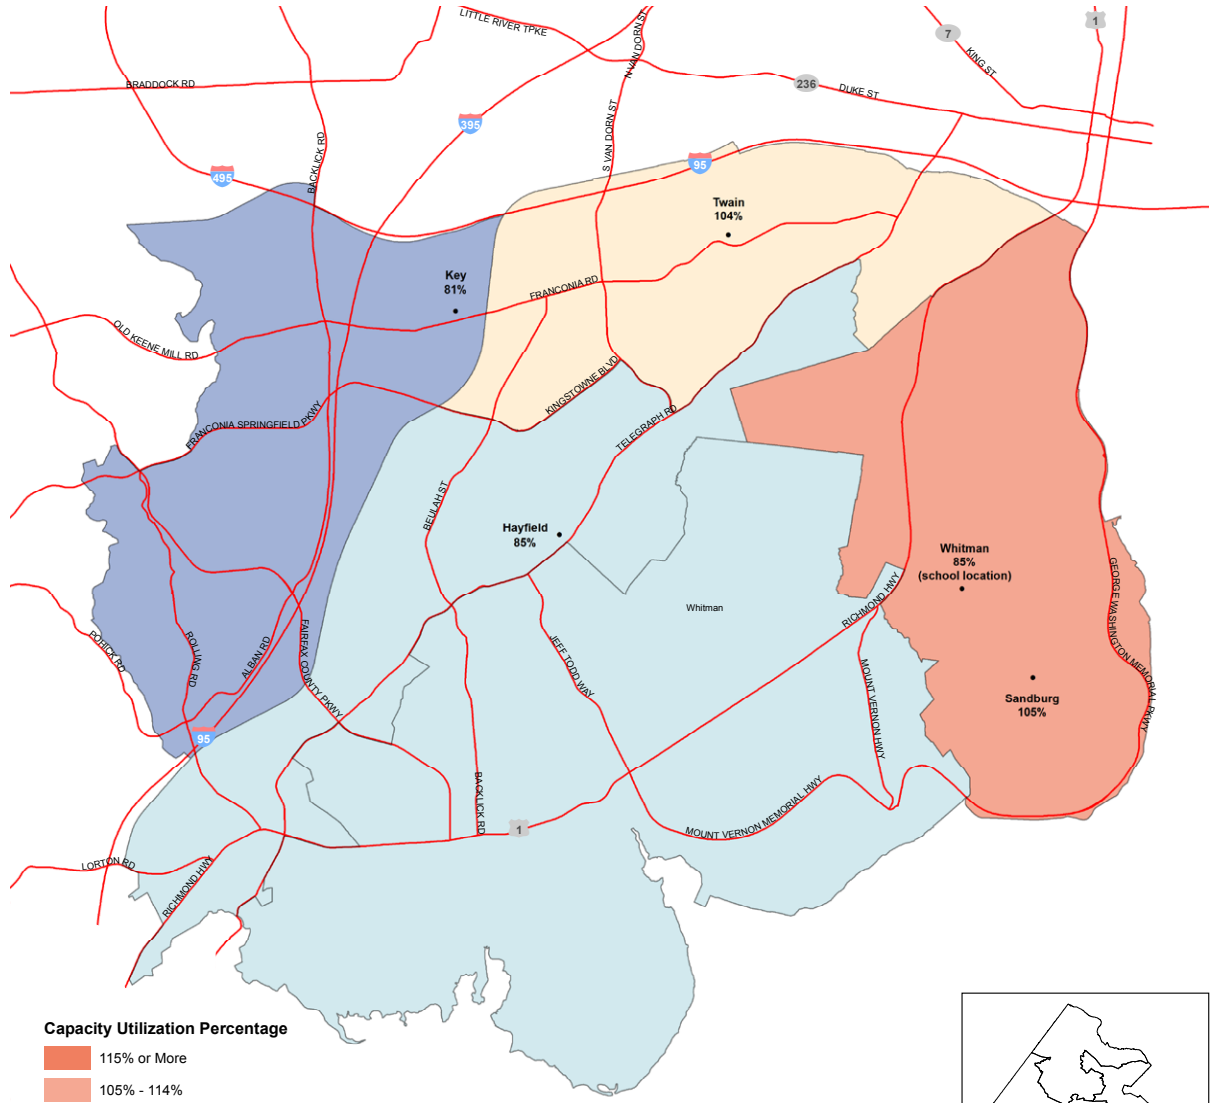 LITTLE RIVER TPKE
N VAN DORN ST
1
7
KING ST
BRADDOCK RD
236
DUKE ST
395
BACKLICK RD
S VAN DORN ST
95
495
Twain
104%
Key
81%
FRANCONIA RD
OLD KEENE MILL RD
KINGSTOWNE BLVD
FRANCONIA SPRINGFIELD PKWY
TELEGRAPH RD
BEULAH ST
Hayfield
85%
Whitman
85%
(school location)
GEORGE WASHINGTON MEMORIAL PKWY
RICHMOND HWY
Whitman
POHICK RD
ROLLING RD
ALBAN RD
FAIRFAX COUNTY PKWY
JEFF TODD WAY
MOUNT VERNON HWY
Sandburg
105%
95
BACKLICK RD
1
MOUNT VERNON MEMORIAL HWY
LORTON RD
RICHMOND HWY
Capacity Utilization Percentage
115% or More
105% - 114%